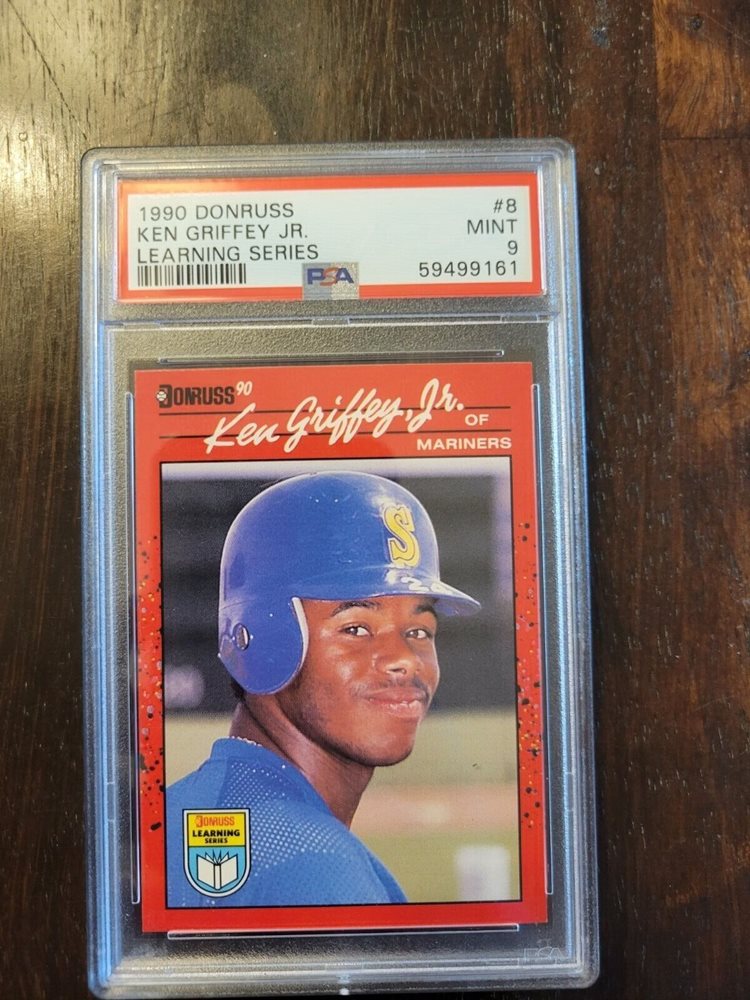 1990 DONRUSS #8
KEN GRIFFEY JR. MINT
LEARNING SERIES 9
PSA 59499161
DONRUSS 90
Ken Griffey, Jr. OF
MARINERS
S
DONRUSS
LEARNING
SERIES
PSA